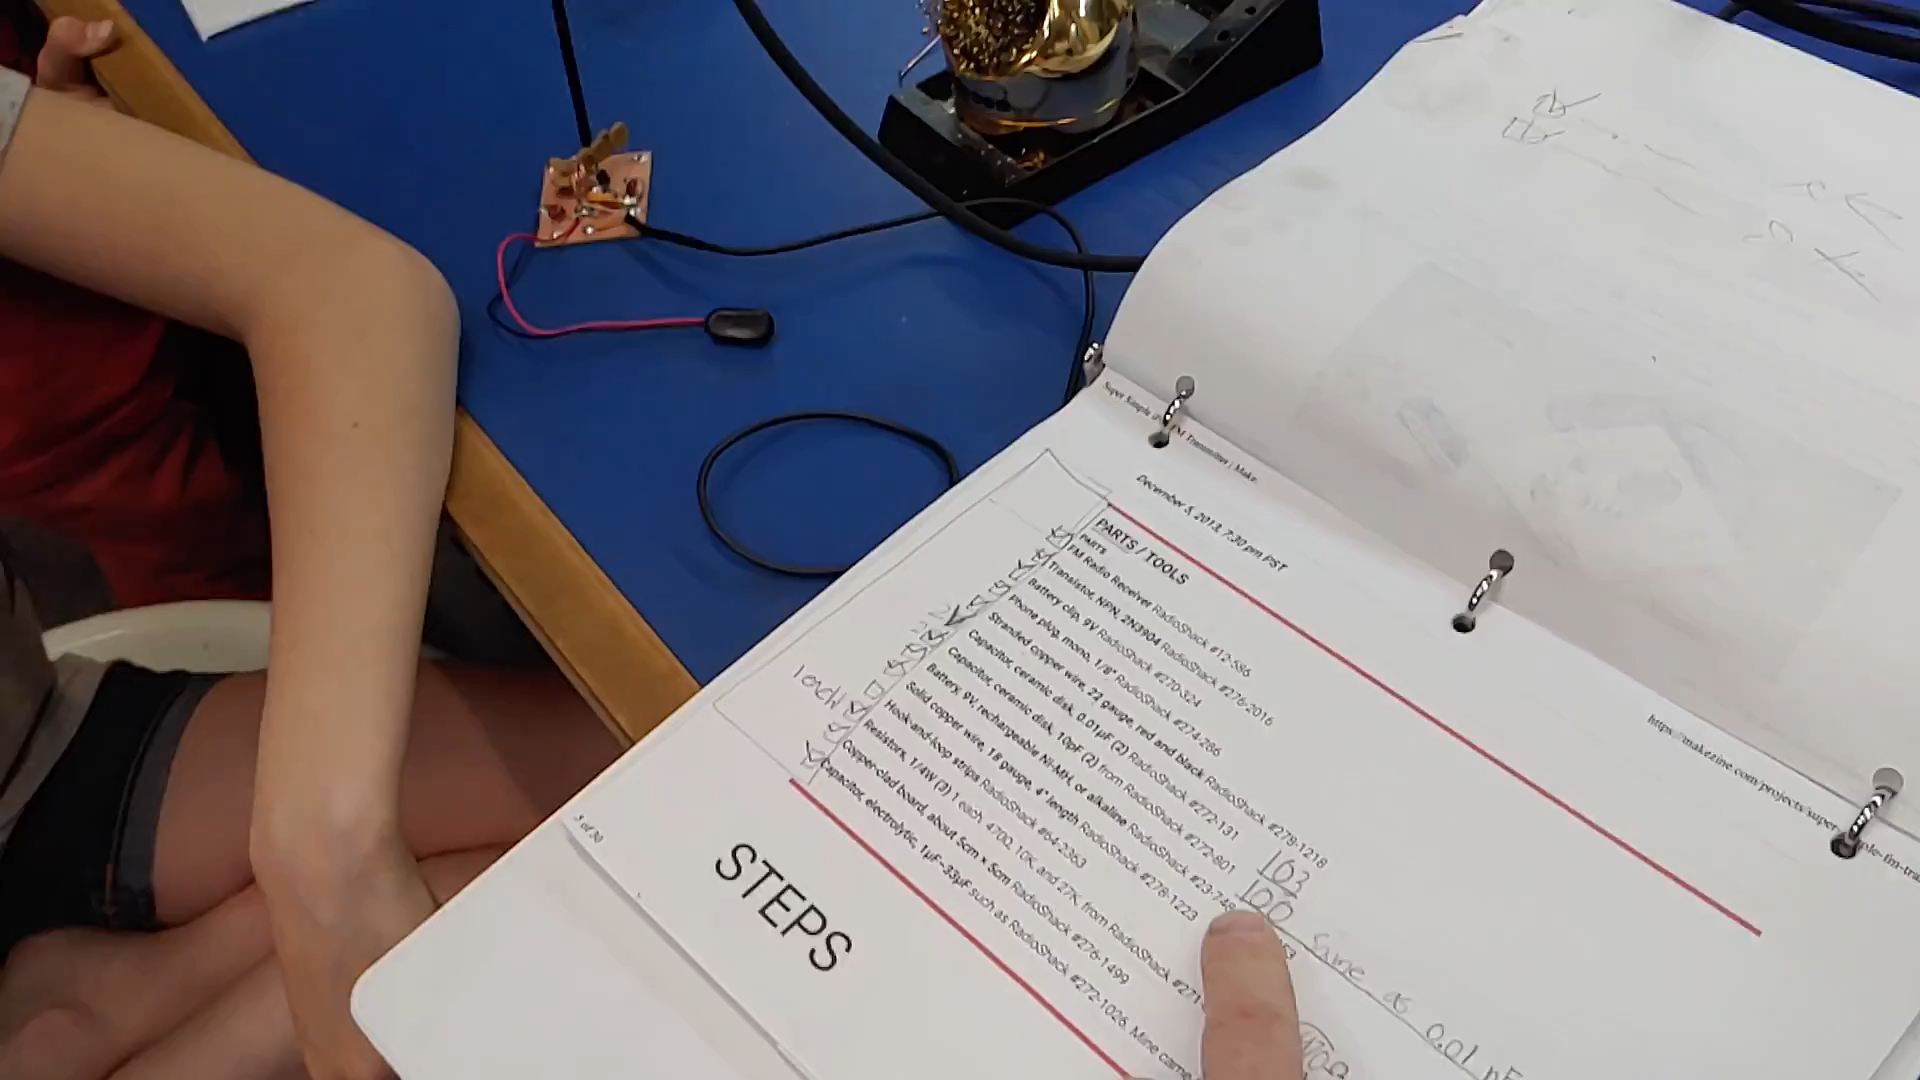 Super Simple FM Transmitter | Make:
December 5, 2013, 7:30 pm PST
PARTS / TOOLS
PARTS
FM Radio Receiver RadioShack #12-586
Transistor, NPN, 2N3904 RadioShack #276-2016
Battery clip, 9V RadioShack #270-324
Phone plug, mono, 1/8" RadioShack #274-286
Stranded copper wire, 22 gauge, red and black RadioShack #278-1218
Capacitor, ceramic disk, 0.01µF (2) RadioShack #272-131
Capacitor, ceramic disk, 10pF (2) from RadioShack #272-801
Battery, 9V, rechargeable Ni-MH, or alkaline RadioShack #23-748
Solid copper wire, 18 gauge, 4" length RadioShack #278-1223
Hook-and-loop strips RadioShack #64-2363
Resistors, 1/4W (3) 1 each, 4700, 10K, and 27K, from RadioShack #271-
Copper-clad board, about 5cm × 5cm RadioShack #276-1499
Capacitor, electrolytic, 1µF–33µF such as RadioShack #272-1026. Mine came
1 each
103
100
same as 0.01 µF
5 of 30
STEPS
https://makezine.com/projects/super
ple-fm-tra